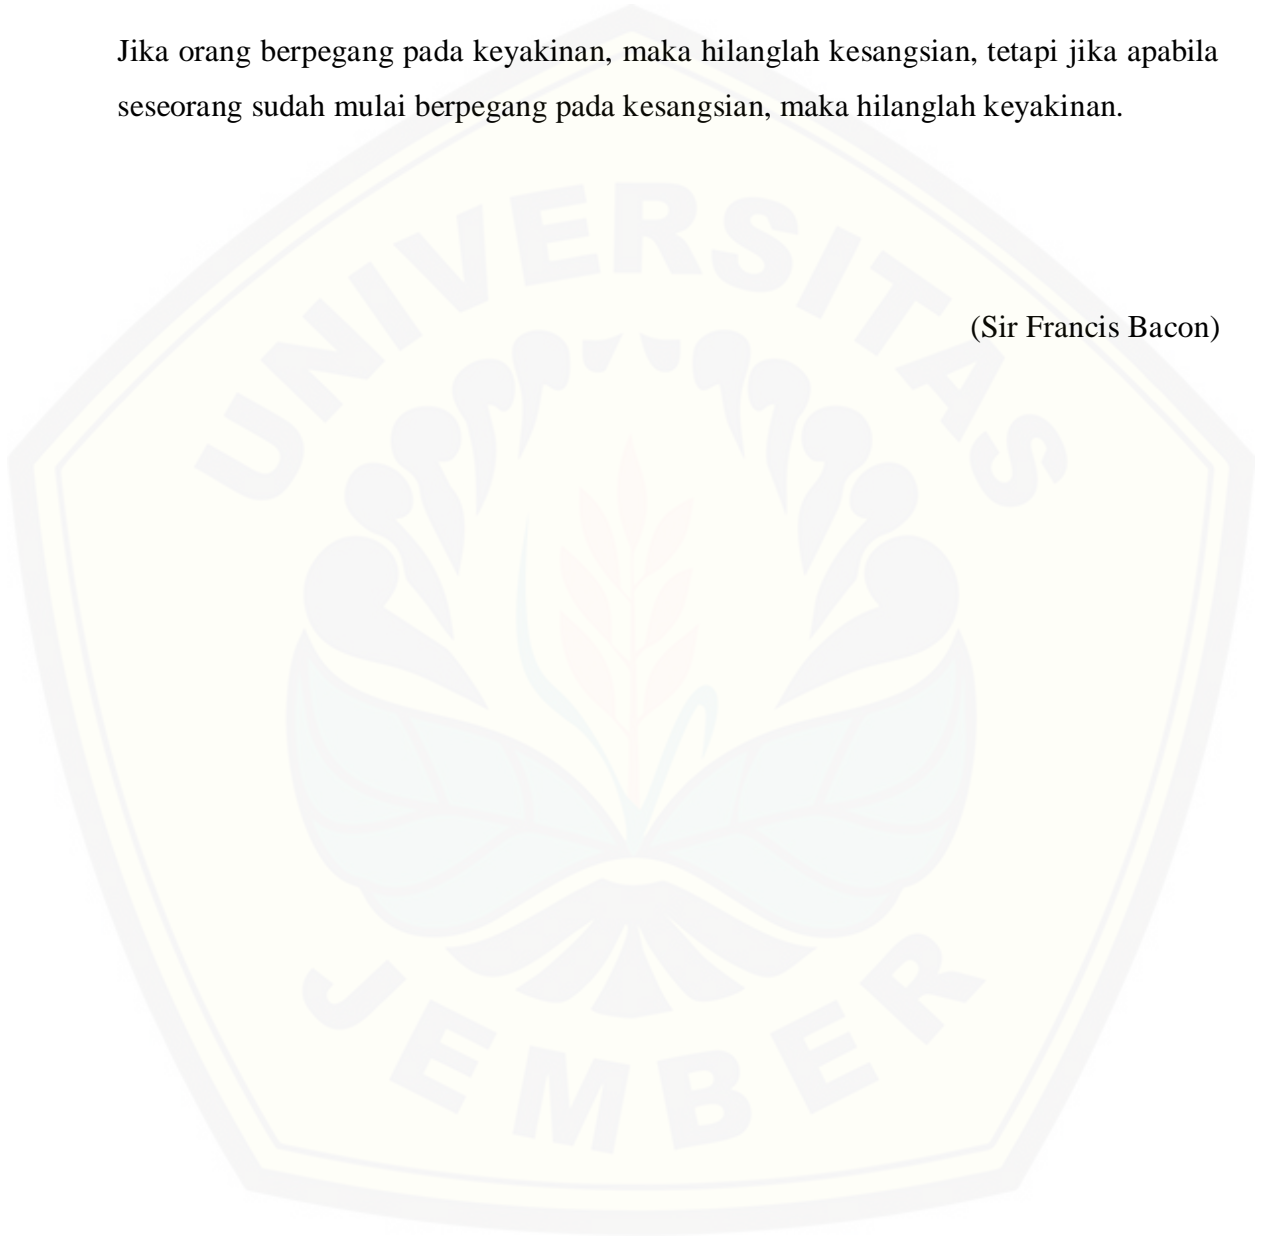 Jika orang berpegang pada keyakinan, maka hilanglah kesangsian, tetapi jika apabila
seseorang sudah mulai berpegang pada kesangsian, maka hilanglah keyakinan.
UNIVERSITAS
(Sir Francis Bacon)
JEMBER